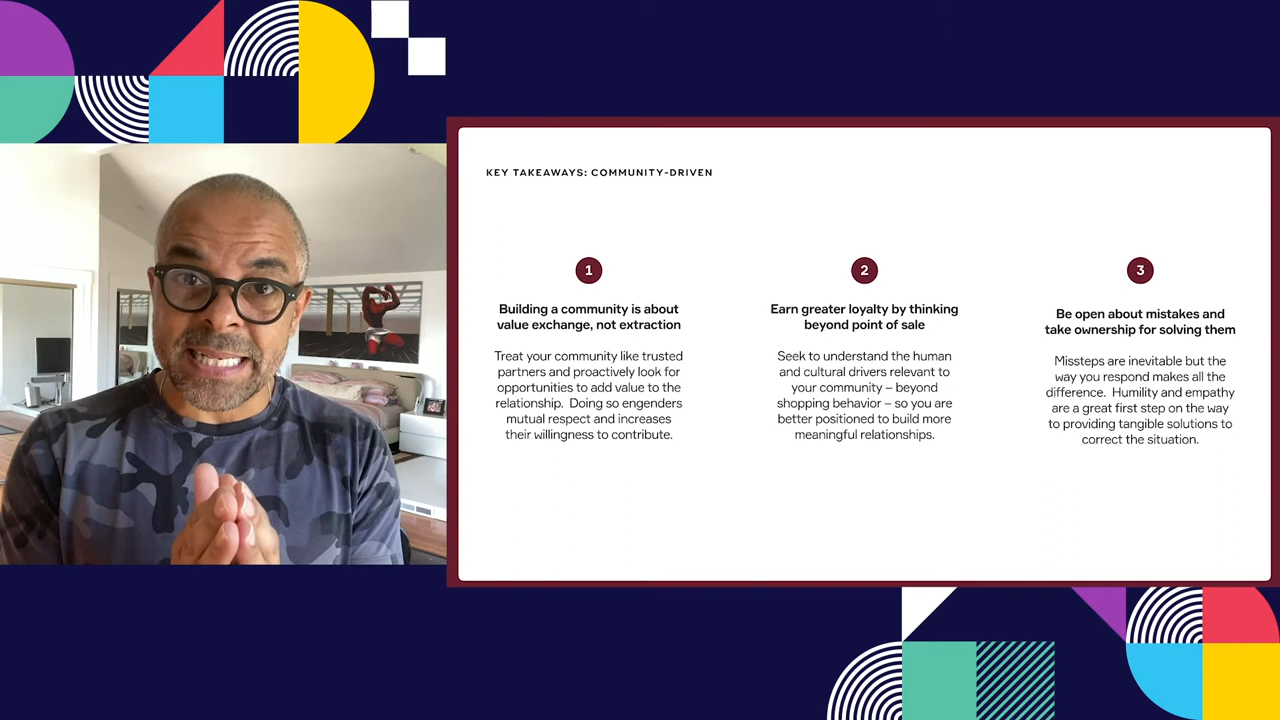 KEY TAKEAWAYS: COMMUNITY-DRIVEN
1
Building a community is about
value exchange, not extraction
Treat your community like trusted
partners and proactively look for
opportunities to add value to the
relationship. Doing so engenders
mutual respect and increases
their willingness to contribute.
2
Earn greater loyalty by thinking
beyond point of sale
Seek to understand the human
and cultural drivers relevant to
your community – beyond
shopping behavior – so you are
better positioned to build more
meaningful relationships.
3
Be open about mistakes and
take ownership for solving them
Missteps are inevitable but the
way you respond makes all the
difference. Humility and empathy
are a great first step on the way
to providing tangible solutions to
correct the situation.